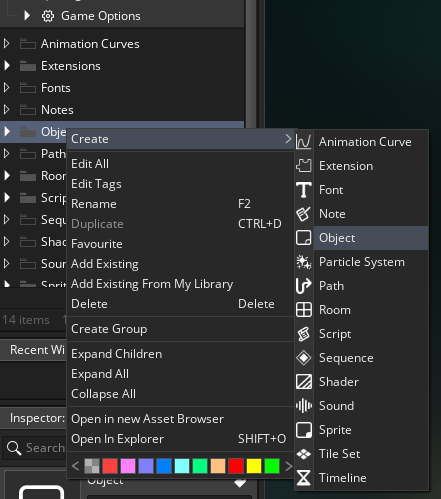 Game Options
Animation Curves
Extensions
Fonts
Notes
Obje
Path
Room
Scrip
Sequ
Shad
Soun
14 items
Recent Wi
Inspector:
Search
Object
Create
Edit All
Edit Tags
Rename F2
Duplicate CTRL+D
Favourite
Add Existing
Add Existing From My Library
Delete Delete
Create Group
Expand Children
Expand All
Collapse All
Open in new Asset Browser
Open In Explorer SHIFT+O
Animation Curve
Extension
Font
Note
Object
Particle System
Path
Room
Script
Sequence
Shader
Sound
Sprite
Tile Set
Timeline